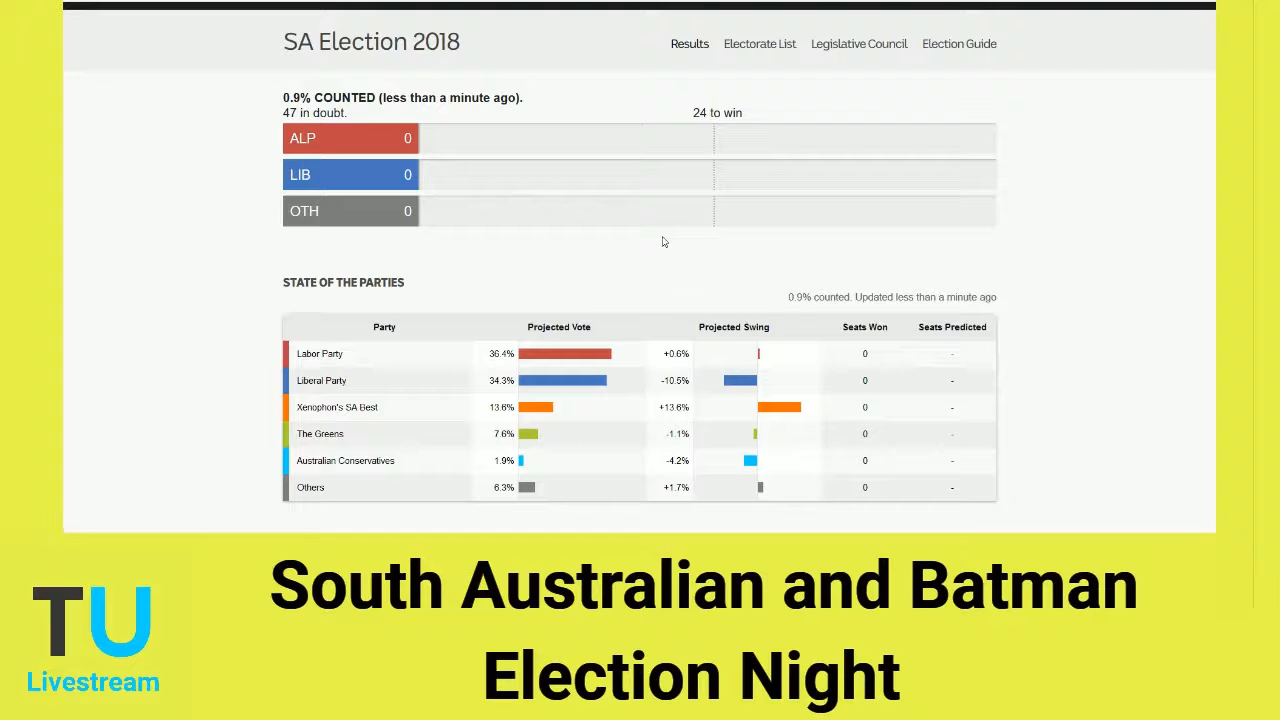 SA Election 2018
Results Electorate List Legislative Council Election Guide
0.9% COUNTED (less than a minute ago).
47 in doubt. 24 to win
ALP 0
LIB 0
OTH 0
STATE OF THE PARTIES
0.9% counted. Updated less than a minute ago
Party Projected Vote Projected Swing Seats Won Seats Predicted
Labor Party 36.4% +0.6% 0 -
Liberal Party 34.3% -10.5% 0 -
Xenophon's SA Best 13.6% +13.6% 0 -
The Greens 7.6% -1.1% 0 -
Australian Conservatives 1.9% -4.2% 0 -
Others 6.3% +1.7% 0 -
South Australian and Batman
Election Night
TU
Livestream